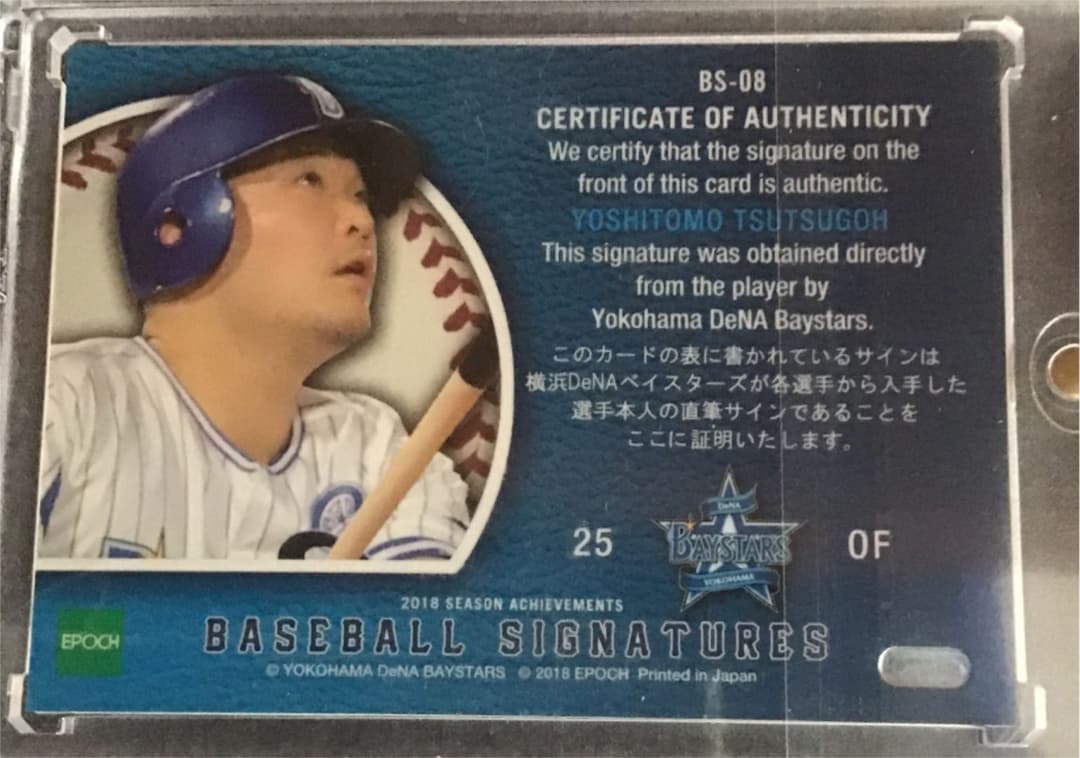 BS-08
CERTIFICATE OF AUTHENTICITY
We certify that the signature on the
front of this card is authentic.
YOSHITOMO TSUTSUGOH
This signature was obtained directly
from the player by
Yokohama DeNA Baystars.
このカードの表に書かれているサインは
横浜DeNAベイスターズが各選手から入手した
選手本人の直筆サインであることを
ここに証明いたします。
25
DeNA
BAYSTARS
YOKOHAMA
OF
2018 SEASON ACHIEVEMENTS
EPOCH
BASEBALL SIGNATURES
© YOKOHAMA DeNA BAYSTARS © 2018 EPOCH Printed in Japan